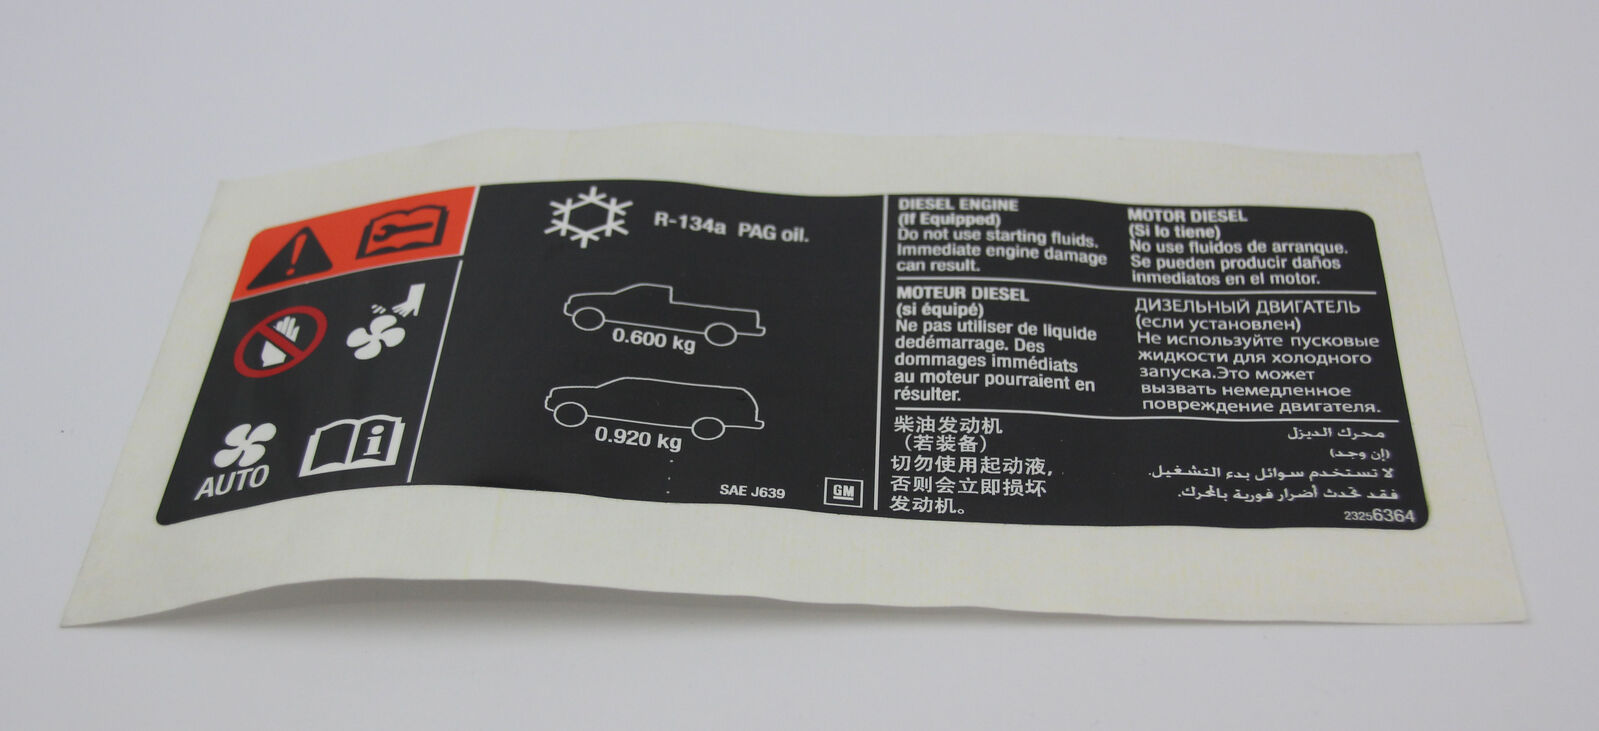 AUTO
R-134a PAG oil.
0.600 kg
0.920 kg
SAE J639
GM
DIESEL ENGINE
(If Equipped)
Do not use starting fluids.
Immediate engine damage
can result.
MOTOR DIESEL
(Si lo tiene)
No use fluidos de arranque.
Se pueden producir daños
inmediatos en el motor.
MOTEUR DIESEL
(si équipé)
Ne pas utiliser de liquide
dedémarrage. Des
dommages immédiats
au moteur pourraient en
résulter.
ДИЗЕЛЬНЫЙ ДВИГАТЕЛЬ
(если установлен)
Не используйте пусковые
жидкости для холодного
запуска.Это может
вызвать немедленное
повреждение двигателя.
柴油发动机
（若装备）
切勿使用起动液，
否则会立即损坏
发动机。
محرك الديزل
(إن وجد)
لا تستخدم سوائل بدء التشغيل.
فقد تحدث أضرار فورية بالمحرك.
23256364